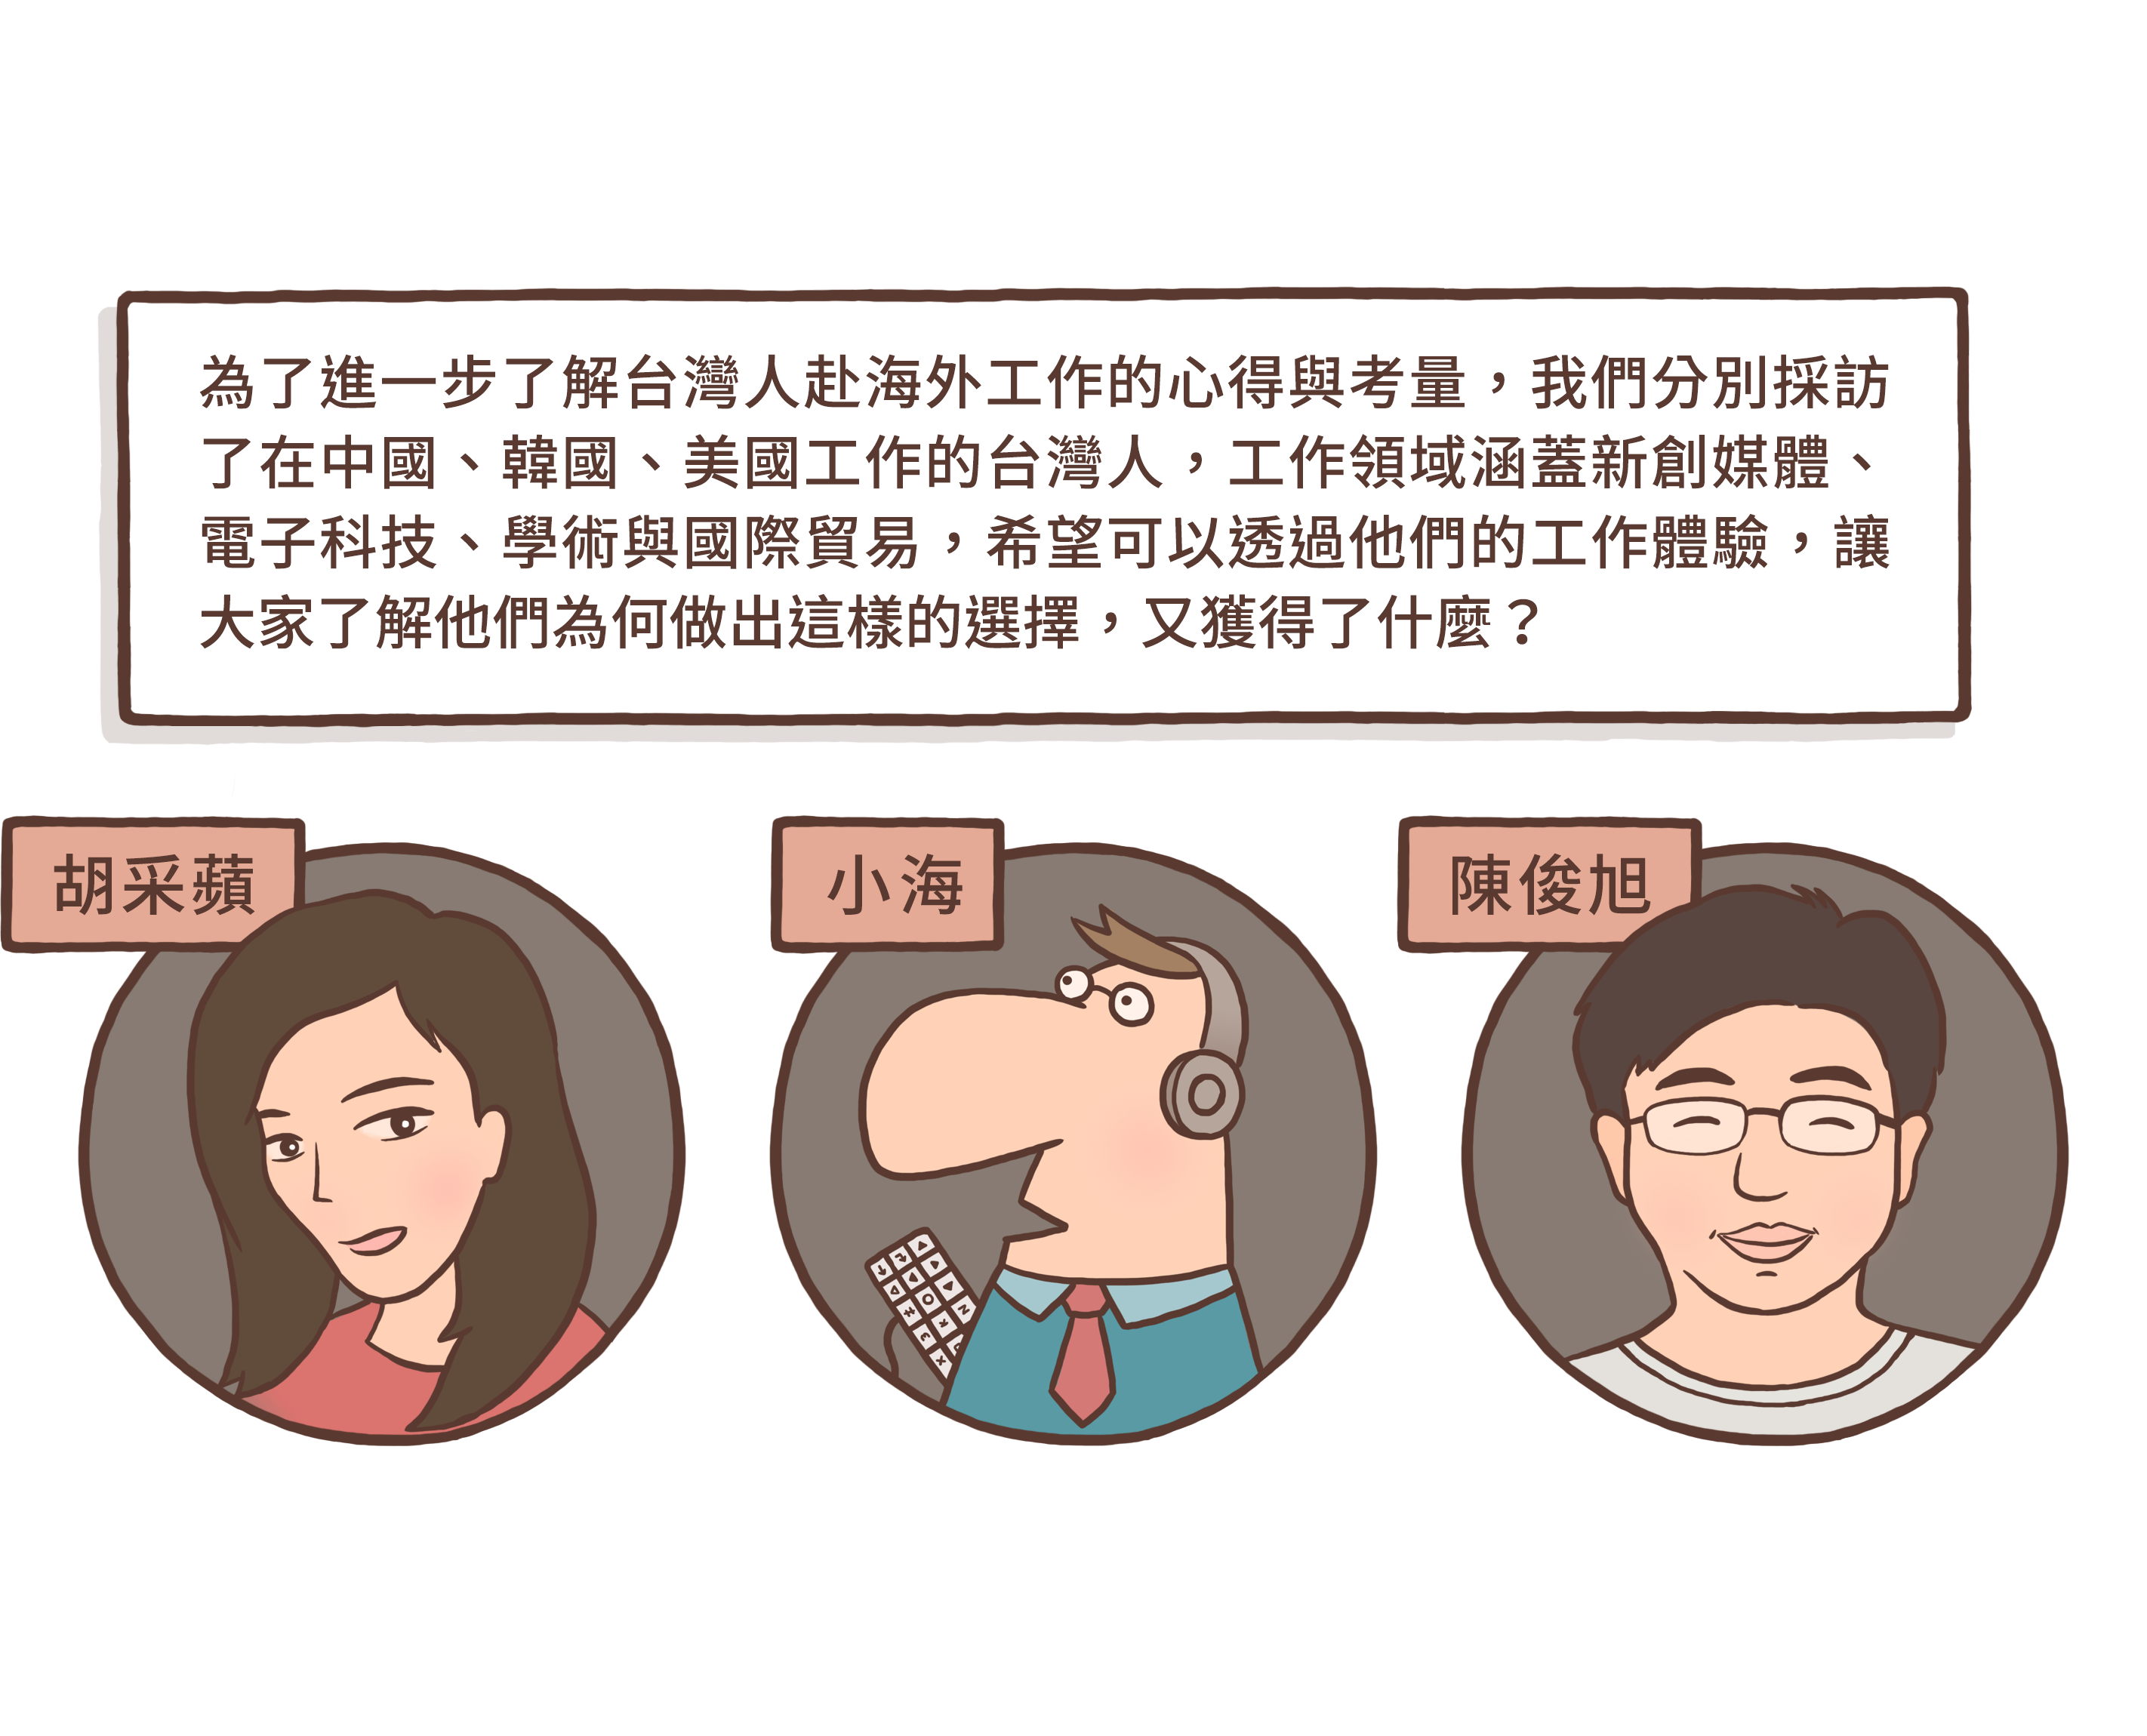 為了進一步了解台灣人赴海外工作的心得與考量，我們分別採訪
了在中國、韓國、美國工作的台灣人，工作領域涵蓋新創媒體、
電子科技、學術與國際貿易，希望可以透過他們的工作體驗，讓
大家了解他們為何做出這樣的選擇，又獲得了什麼？
胡采蘋
小海
陳俊旭